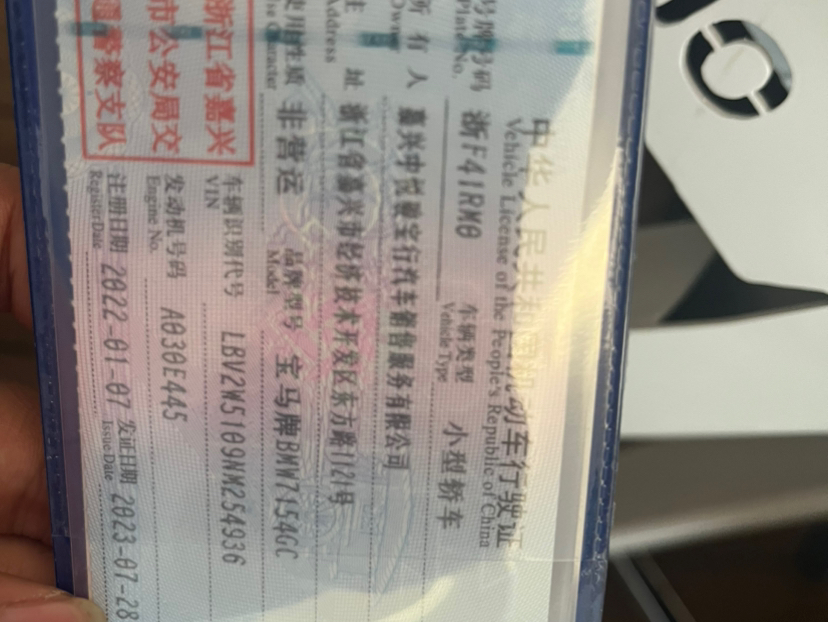 中华人民共和国机动车行驶证
Vehicle License of the People's Republic of China
号牌号码 浙F41RM0 车辆类型 小型轿车
Plate No. Vehicle Type
所有人 嘉兴中悦骏宝行汽车销售服务有限公司
Owner
住址 浙江省嘉兴市经济技术开发区东方路1121号
Address
使用性质 非营运 品牌型号 宝马牌BMW7154GC
Use Character Model
浙江省嘉兴
市公安局交
通警察支队
车辆识别代号 LBV2W5109NM254936
VIN
发动机号码 A030E445
Engine No.
注册日期 2022-01-07 发证日期 2023-07-28
Register Date Issue Date